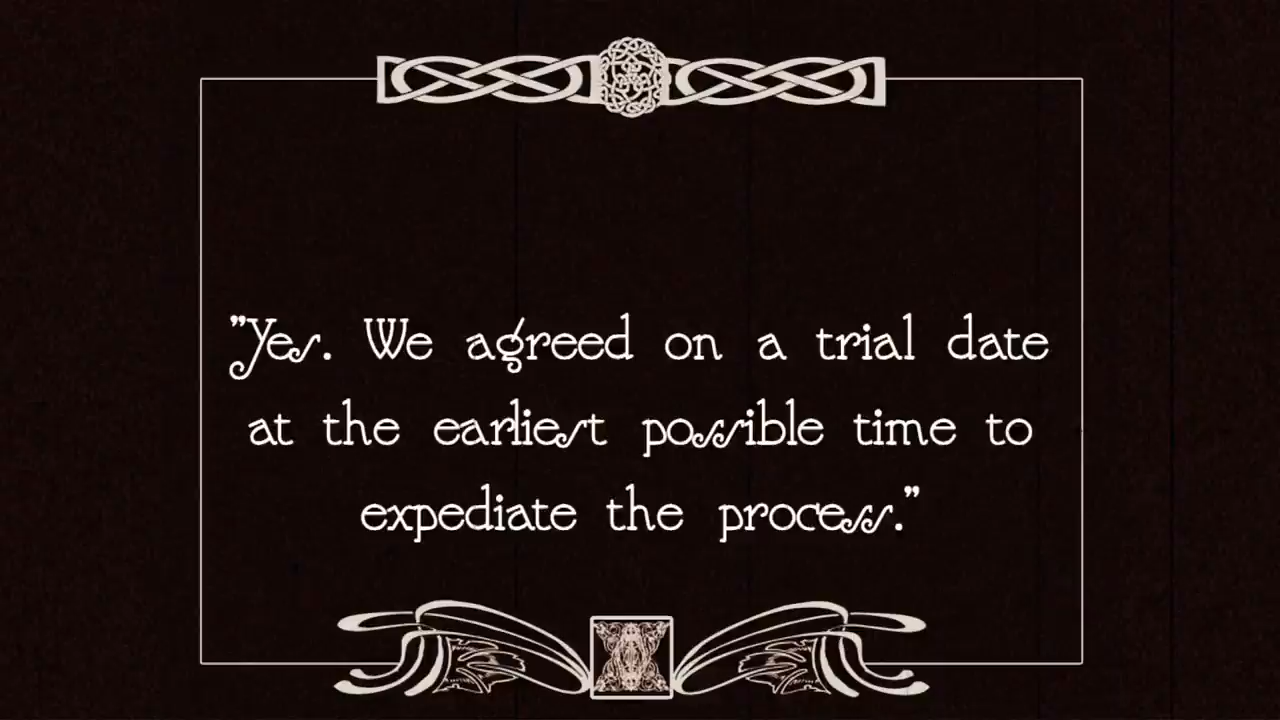 "Yes. We agreed on a trial date
at the earliest possible time to
expediate the process."